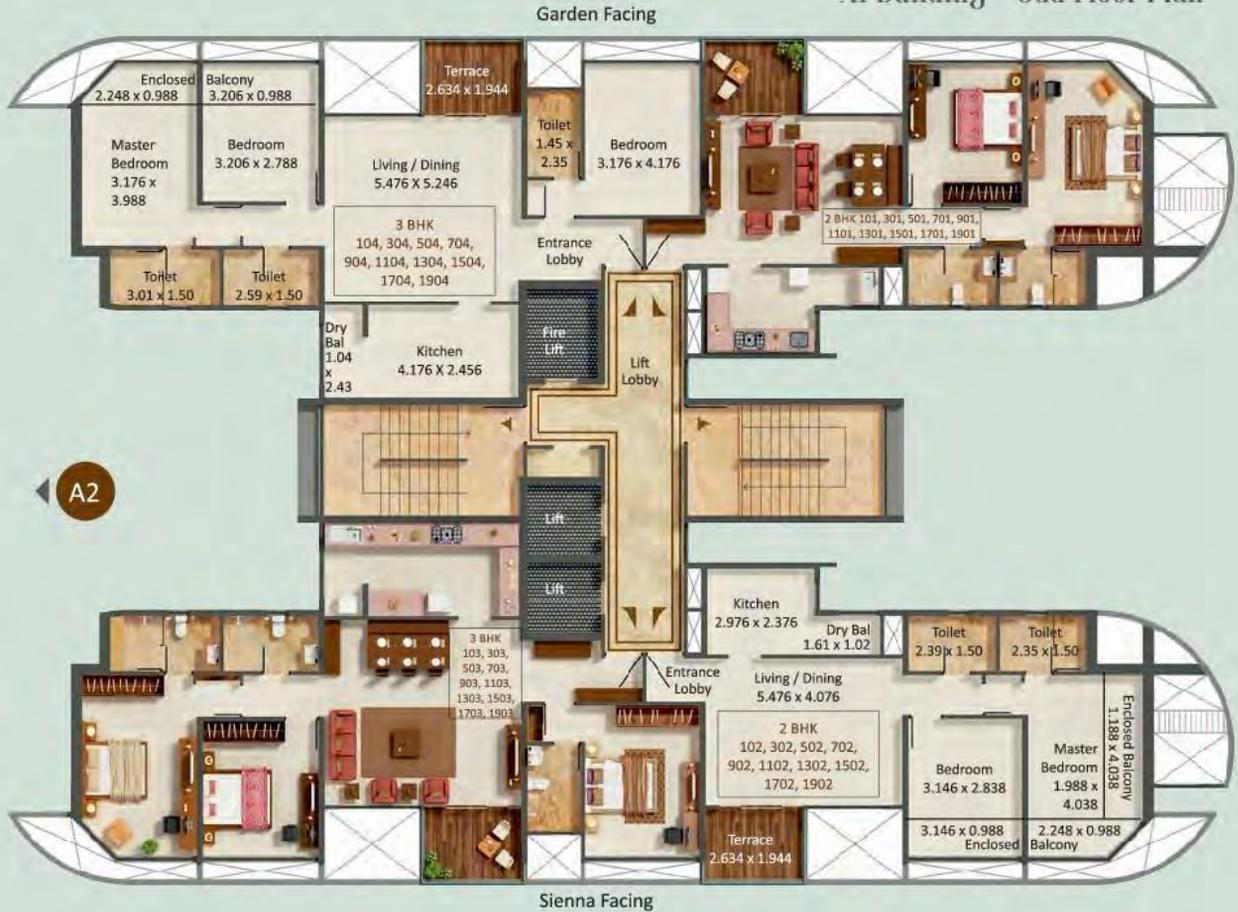 Garden Facing
Enclosed Balcony
2.248 x 0.988 3.206 x 0.988
Master
Bedroom
3.176 x
3.988
Bedroom
3.206 x 2.788
Terrace
2.634 x 1.944
Living / Dining
5.476 x 5.246
3 BHK
104, 304, 504, 704,
904, 1104, 1304, 1504,
1704, 1904
Toilet
1.45 x
2.35
Bedroom
3.176 x 4.176
Entrance
Lobby
2 BHK 101, 301, 501, 701, 901,
1101, 1301, 1501, 1701, 1901
Toilet
3.01 x 1.50
Toilet
2.59 x 1.50
Dry
Bal
1.04
x
2.43
Kitchen
4.176 X 2.456
Fire
Lift
Lift
Lobby
A2
Lift
Lift
3 BHK
103, 303,
503, 703,
903, 1103,
1303, 1503,
1703, 1903
Kitchen
2.976 x 2.376
Dry Bal
1.61 x 1.02
Toilet
2.39 x 1.50
Toilet
2.35 x 1.50
Entrance
Lobby
Living / Dining
5.476 x 4.076
2 BHK
102, 302, 502, 702,
902, 1102, 1302, 1502,
1702, 1902
Bedroom
3.146 x 2.838
Master
Bedroom
1.988 x
4.038
Enclosed Balcony
1.188 x 4.038
Terrace
2.634 x 1.944
3.146 x 0.988 2.248 x 0.988
Enclosed Balcony
Sienna Facing